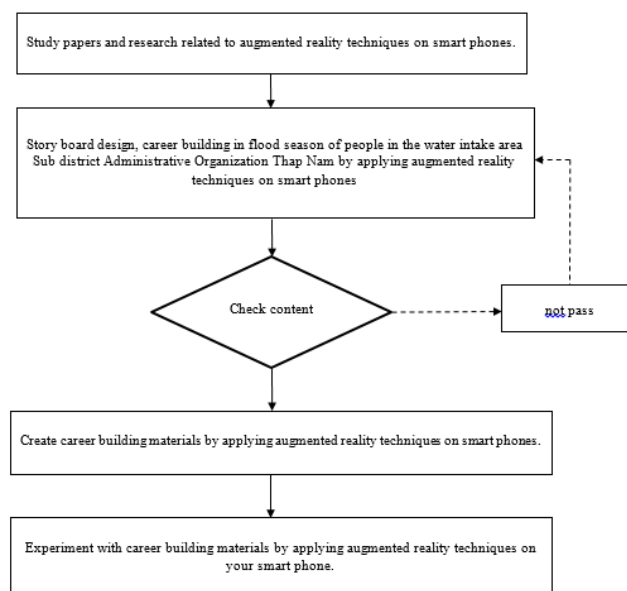 Study papers and research related to augmented reality techniques on smart phones.
Story board design, career building in flood season of people in the water intake area
Sub district Administrative Organization Thap Nam by applying augmented reality
techniques on smart phones
Check content
not pass
Create career building materials by applying augmented reality techniques on smart phones.
Experiment with career building materials by applying augmented reality techniques on
your smart phone.